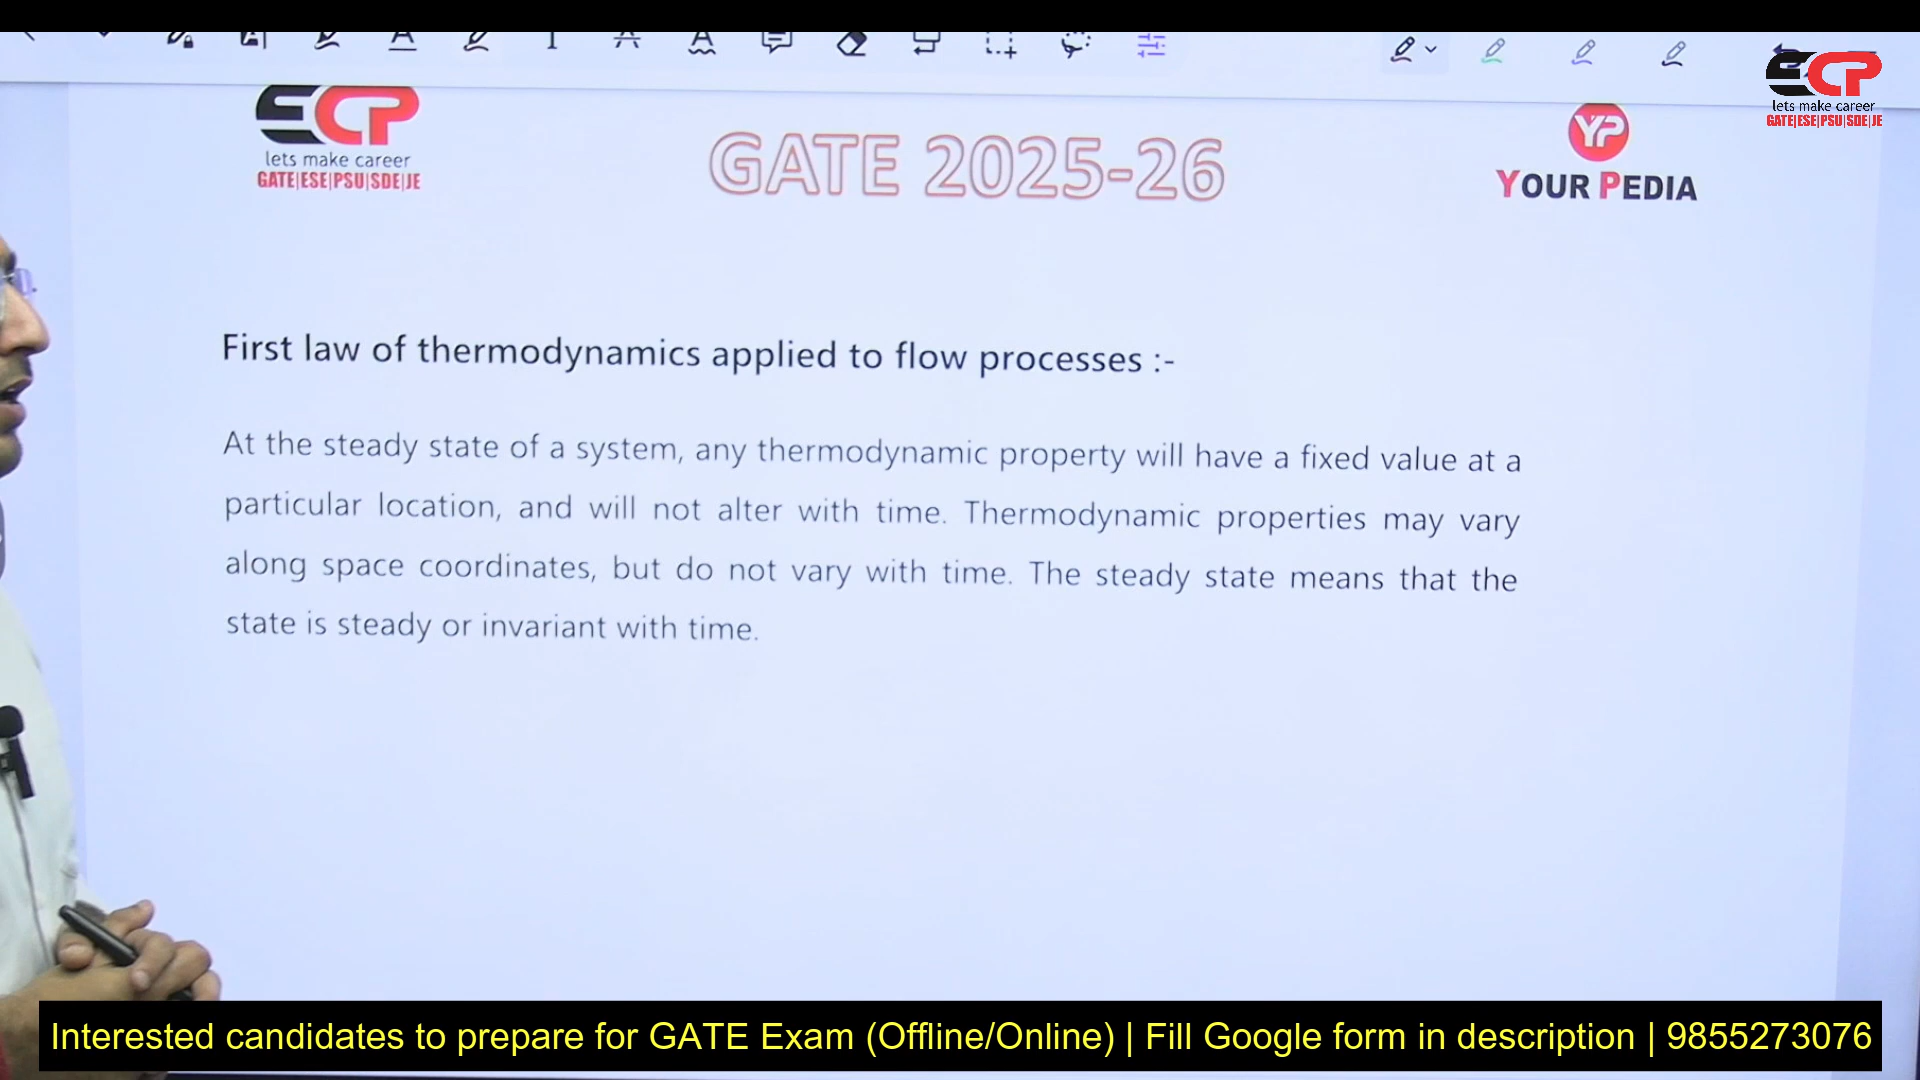 ECP
lets make career
GATE|ESE|PSU|SDE|JE
GATE 2025-26
YP
YOUR PEDIA
ECP
lets make career
GATE|ESE|PSU|SDE|JE
First law of thermodynamics applied to flow processes :-
At the steady state of a system, any thermodynamic property will have a fixed value at a
particular location, and will not alter with time. Thermodynamic properties may vary
along space coordinates, but do not vary with time. The steady state means that the
state is steady or invariant with time.
Interested candidates to prepare for GATE Exam (Offline/Online) | Fill Google form in description | 9855273076